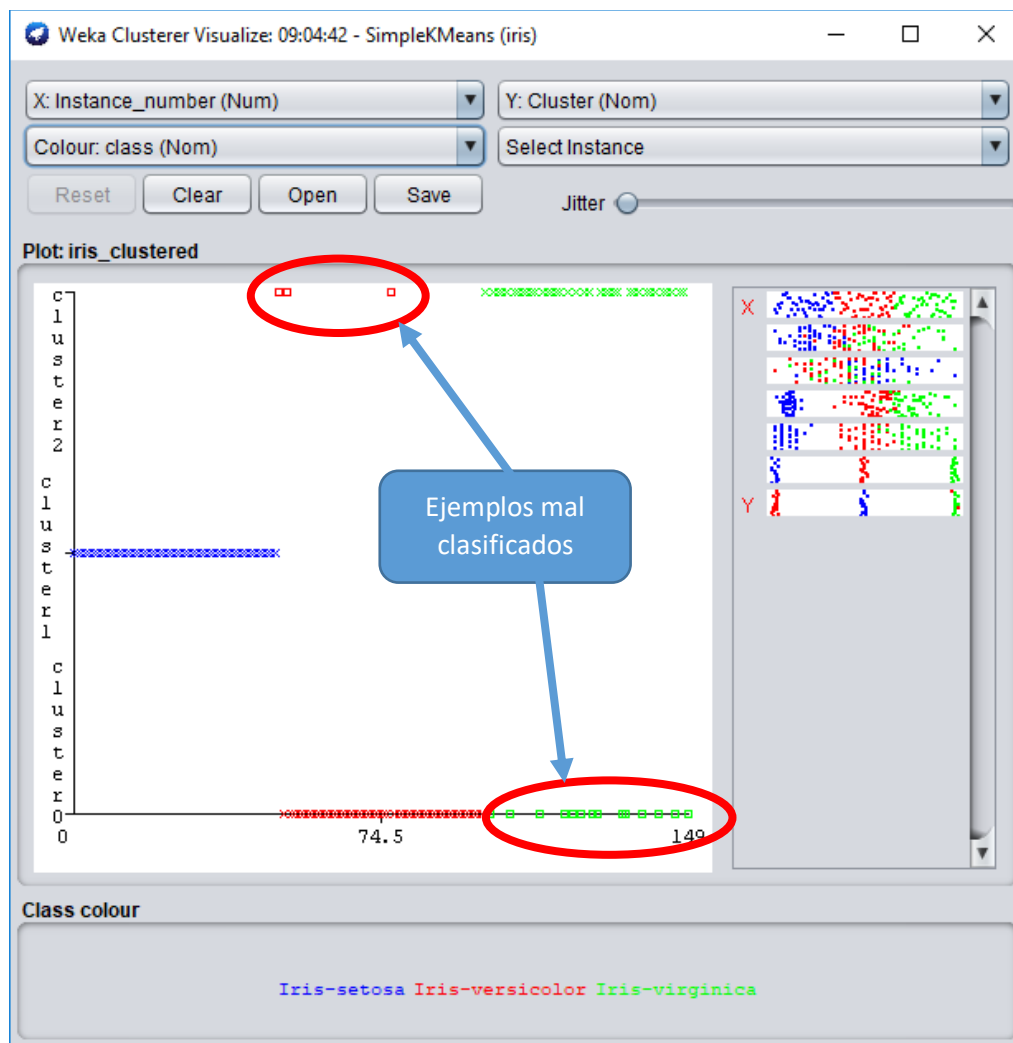 Weka Clusterer Visualize: 09:04:42 - SimpleKMeans (iris)
X: Instance_number (Num)
Y: Cluster (Nom)
Colour: class (Nom)
Select Instance
Reset
Clear
Open
Save
Jitter
Plot: iris_clustered
cluster2
cluster1
cluster0
0
74.5
149
X
Y
Ejemplos mal
clasificados
Class colour
Iris-setosa Iris-versicolor Iris-virginica